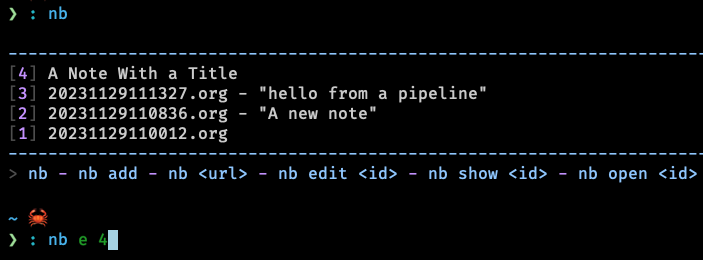 ❯ : nb
[4] A Note With a Title
[3] 20231129111327.org - "hello from a pipeline"
[2] 20231129110836.org - "A new note"
[1] 20231129110012.org
> nb - nb add - nb <url> - nb edit <id> - nb show <id> - nb open <id>
~ 🦀
❯ : nb e 4